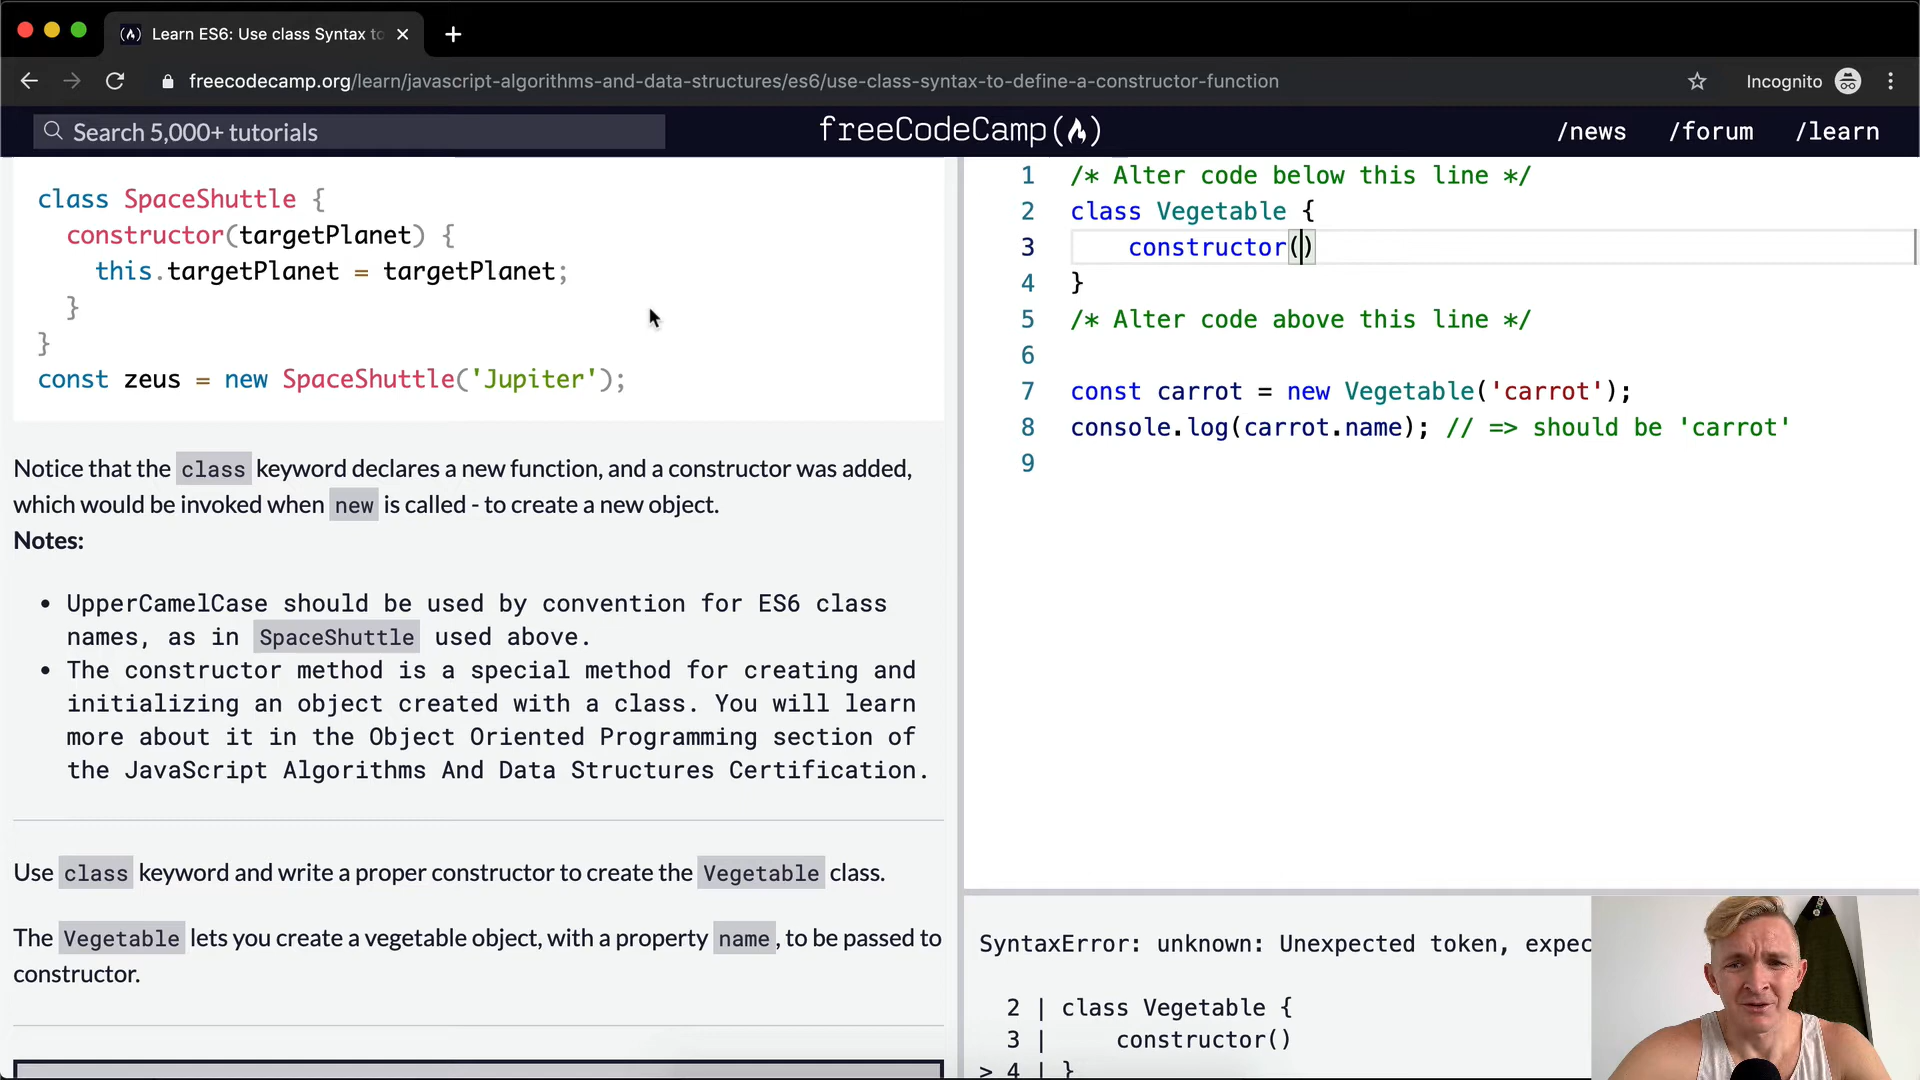 Learn ES6: Use class Syntax to
freecodecamp.org/learn/javascript-algorithms-and-data-structures/es6/use-class-syntax-to-define-a-constructor-function
Incognito
Search 5,000+ tutorials
freeCodeCamp(🔥)
/news /forum /learn
class SpaceShuttle {
constructor(targetPlanet) {
this.targetPlanet = targetPlanet;
}
}
const zeus = new SpaceShuttle('Jupiter');
Notice that the class keyword declares a new function, and a constructor was added,
which would be invoked when new is called - to create a new object.
Notes:
• UpperCamelCase should be used by convention for ES6 class
names, as in SpaceShuttle used above.
• The constructor method is a special method for creating and
initializing an object created with a class. You will learn
more about it in the Object Oriented Programming section of
the JavaScript Algorithms And Data Structures Certification.
Use class keyword and write a proper constructor to create the Vegetable class.
The Vegetable lets you create a vegetable object, with a property name, to be passed to
constructor.
1 /* Alter code below this line */
2 class Vegetable {
3 constructor()
4 }
5 /* Alter code above this line */
6
7 const carrot = new Vegetable('carrot');
8 console.log(carrot.name); // => should be 'carrot'
9
SyntaxError: unknown: Unexpected token, expec
2 | class Vegetable {
3 | constructor()
> 4 | }